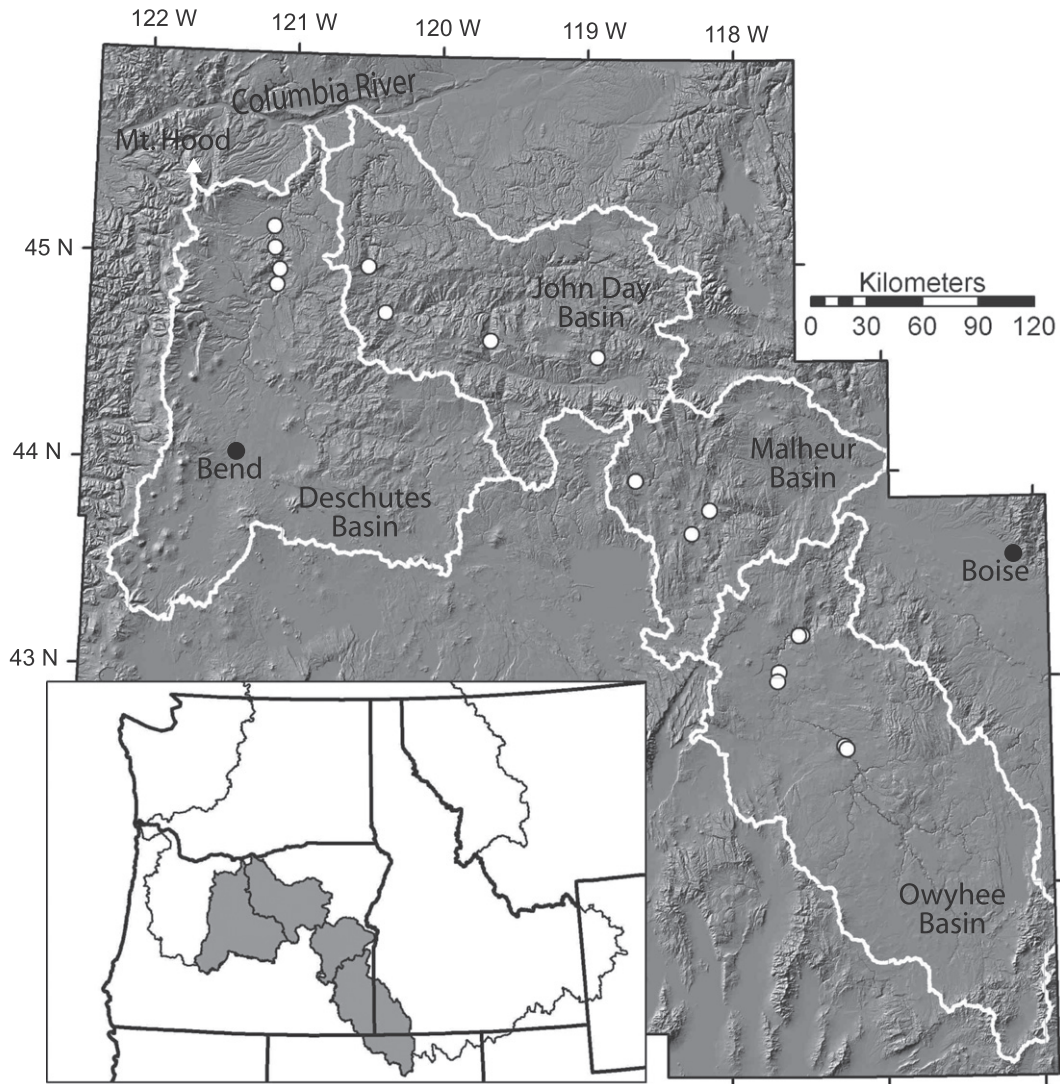 122 W
121 W
120 W
119 W
118 W
Columbia River
Mt. Hood
45 N
Kilometers
0 30 60 90 120
John Day
Basin
44 N
Bend
Malheur
Basin
Deschutes
Basin
Boise
43 N
Owyhee
Basin